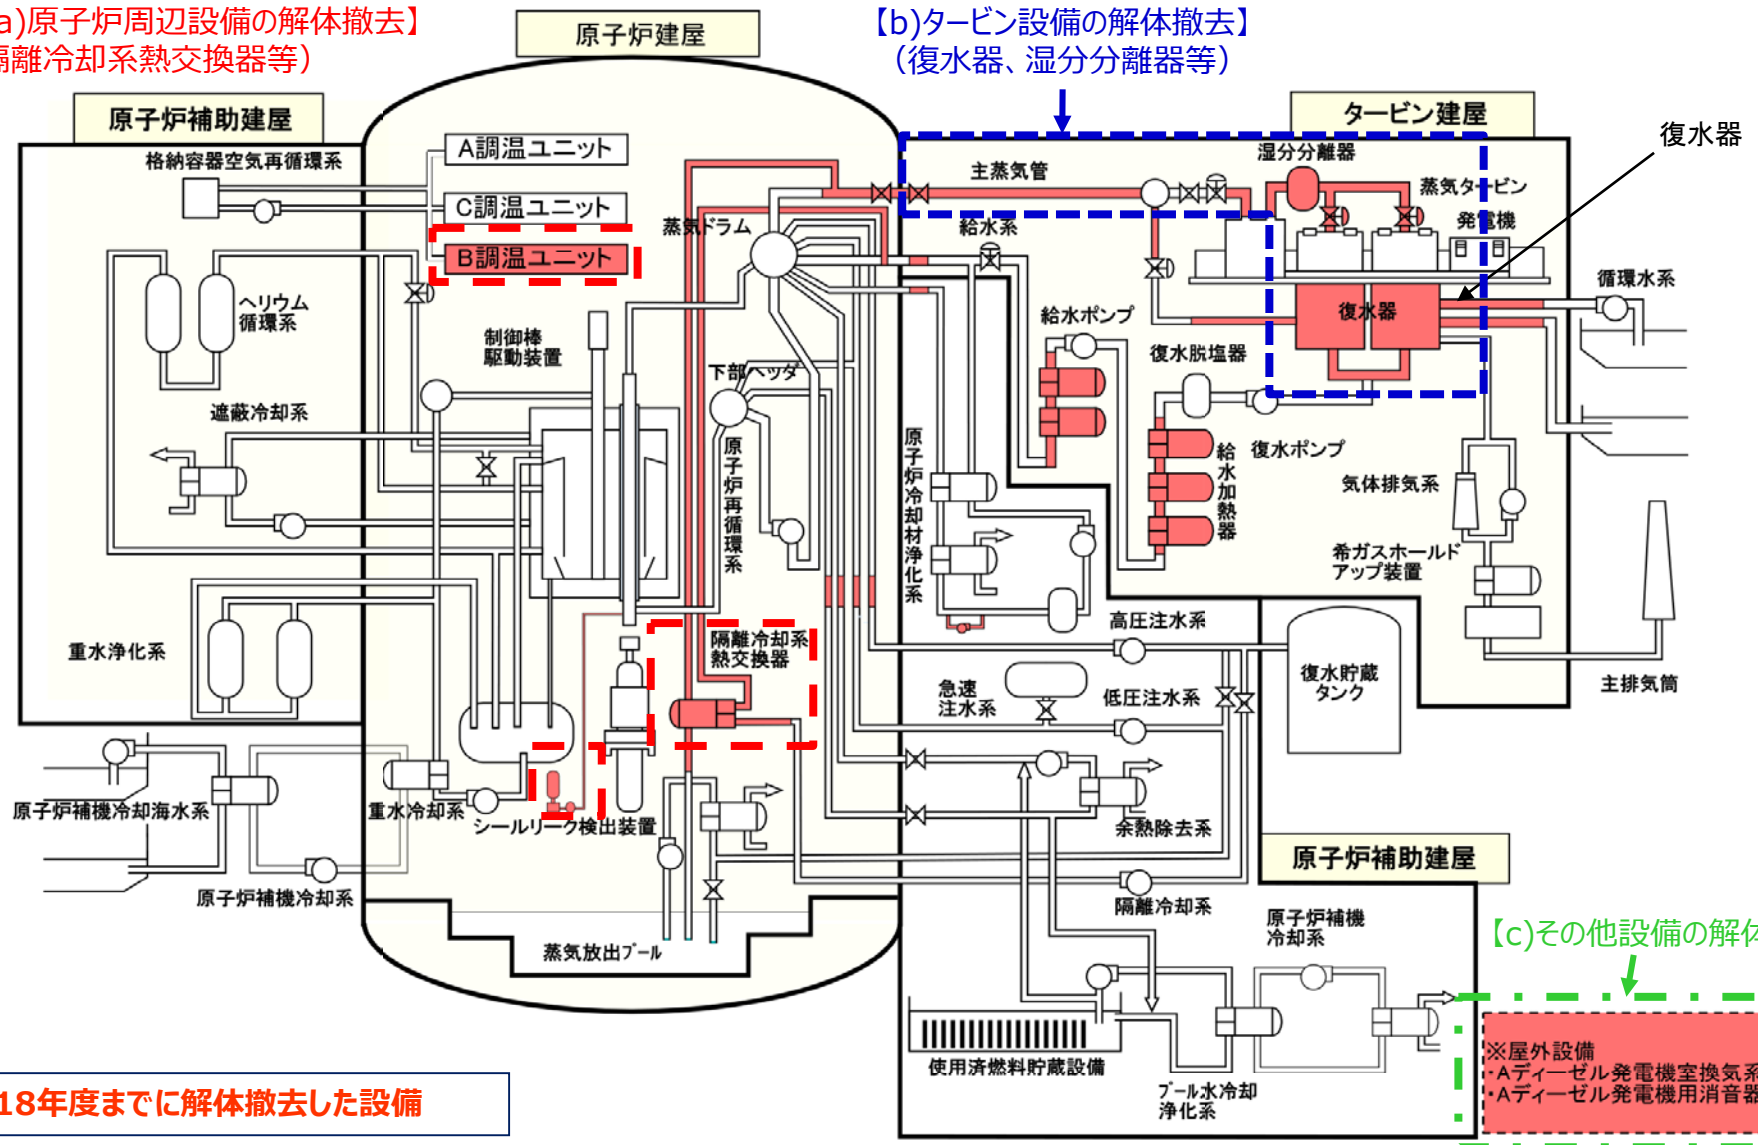 a)原子炉周辺設備の解体撤去】
隔離冷却系熱交換器等）
原子炉建屋
【b)タービン設備の解体撤去】
（復水器、湿分分離器等）
原子炉補助建屋
タービン建屋
復水器
格納容器空気再循環系
A調温ユニット
C調温ユニット
B調温ユニット
蒸気ドラム
主蒸気管
給水系
湿分分離器
蒸気タービン
発電機
循環水系
復水器
ヘリウム
循環系
制御棒
駆動装置
下部ヘッダ
給水ポンプ
復水脱塩器
復水ポンプ
給水加熱器
遮蔽冷却系
原子炉再循環系
原子炉冷却材浄化系
気体排気系
希ガスホールド
アップ装置
主排気筒
重水浄化系
隔離冷却系
熱交換器
高圧注水系
急速
注水系
低圧注水系
復水貯蔵
タンク
原子炉補機冷却海水系
重水冷却系
シールリーク検出装置
余熱除去系
原子炉補機冷却系
隔離冷却系
原子炉補助建屋
蒸気放出プール
原子炉補機
冷却系
【c)その他設備の解体
使用済燃料貯蔵設備
プール水冷却
浄化系
※屋外設備
・Aディーゼル発電機室換気系
・Aディーゼル発電機用消音器
18年度までに解体撤去した設備